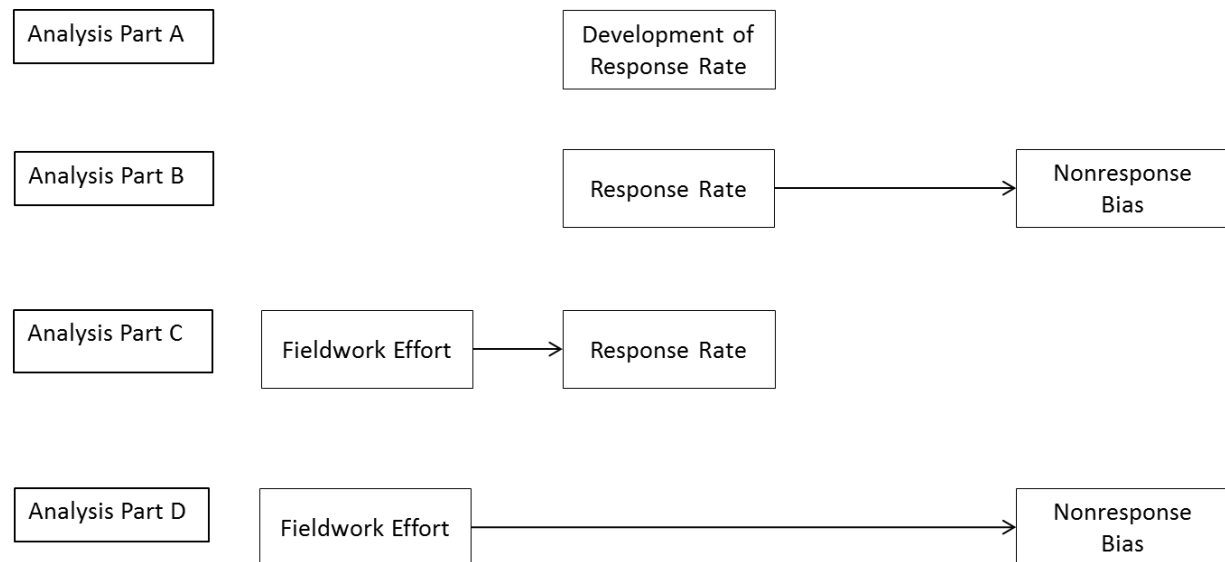 Analysis Part A
Development of
Response Rate
Analysis Part B
Response Rate
Nonresponse
Bias
Analysis Part C
Fieldwork Effort
Response Rate
Analysis Part D
Fieldwork Effort
Nonresponse
Bias